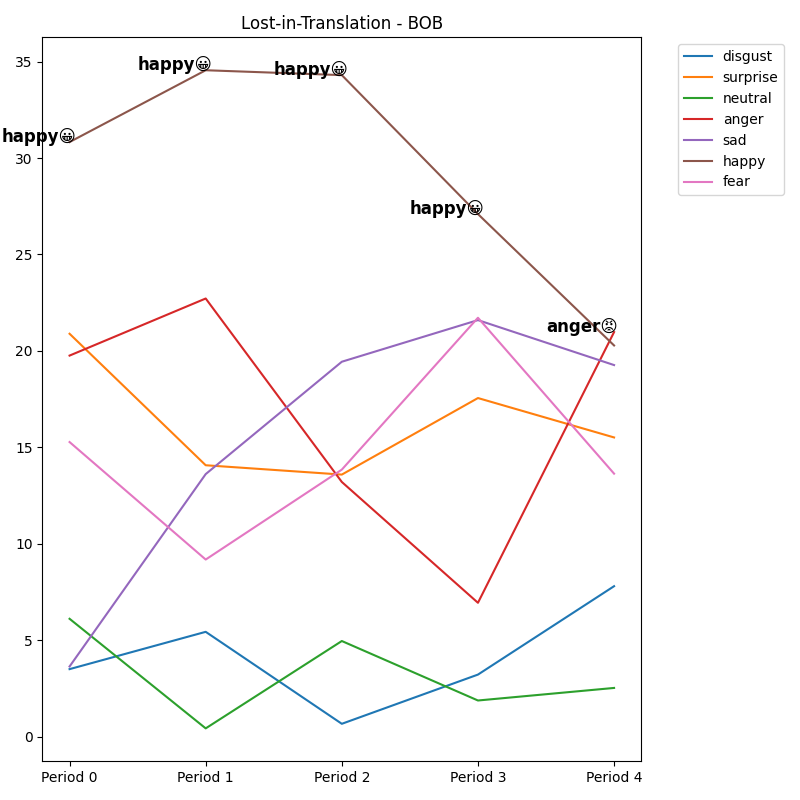 Lost-in-Translation - BOB
35
30
25
20
15
10
5
0
happy😀
happy😀
happy😀
happy😀
anger😡
Period 0
Period 1
Period 2
Period 3
Period 4
disgust
surprise
neutral
anger
sad
happy
fear